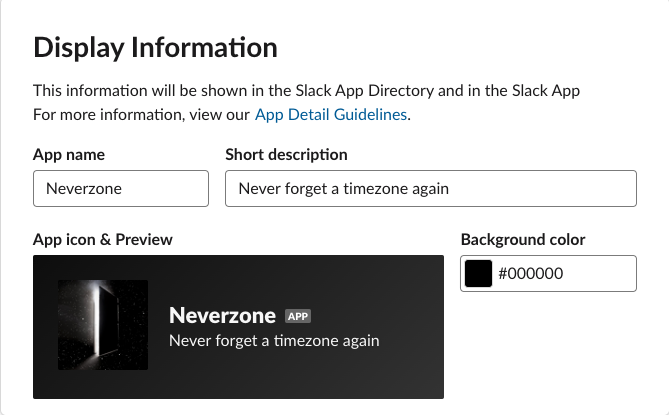 Display Information
This information will be shown in the Slack App Directory and in the Slack App
For more information, view our App Detail Guidelines.
App name
Short description
Neverzone
Never forget a timezone again
App icon & Preview
Background color
Neverzone APP
Never forget a timezone again
#000000